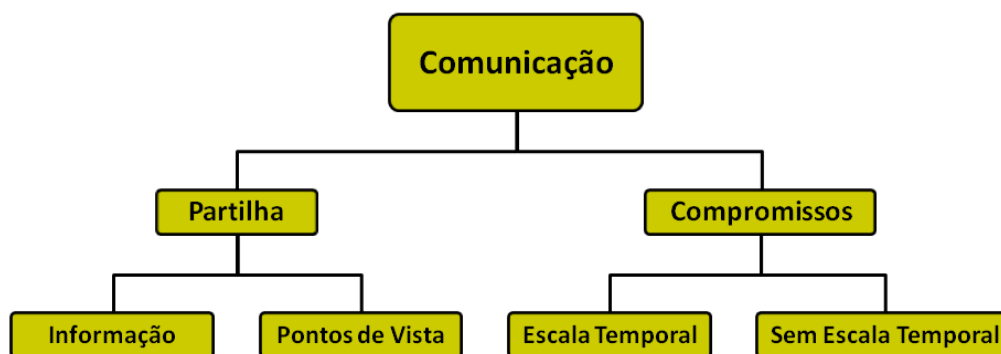 Comunicação
Partilha
Compromissos
Informação
Pontos de Vista
Escala Temporal
Sem Escala Temporal